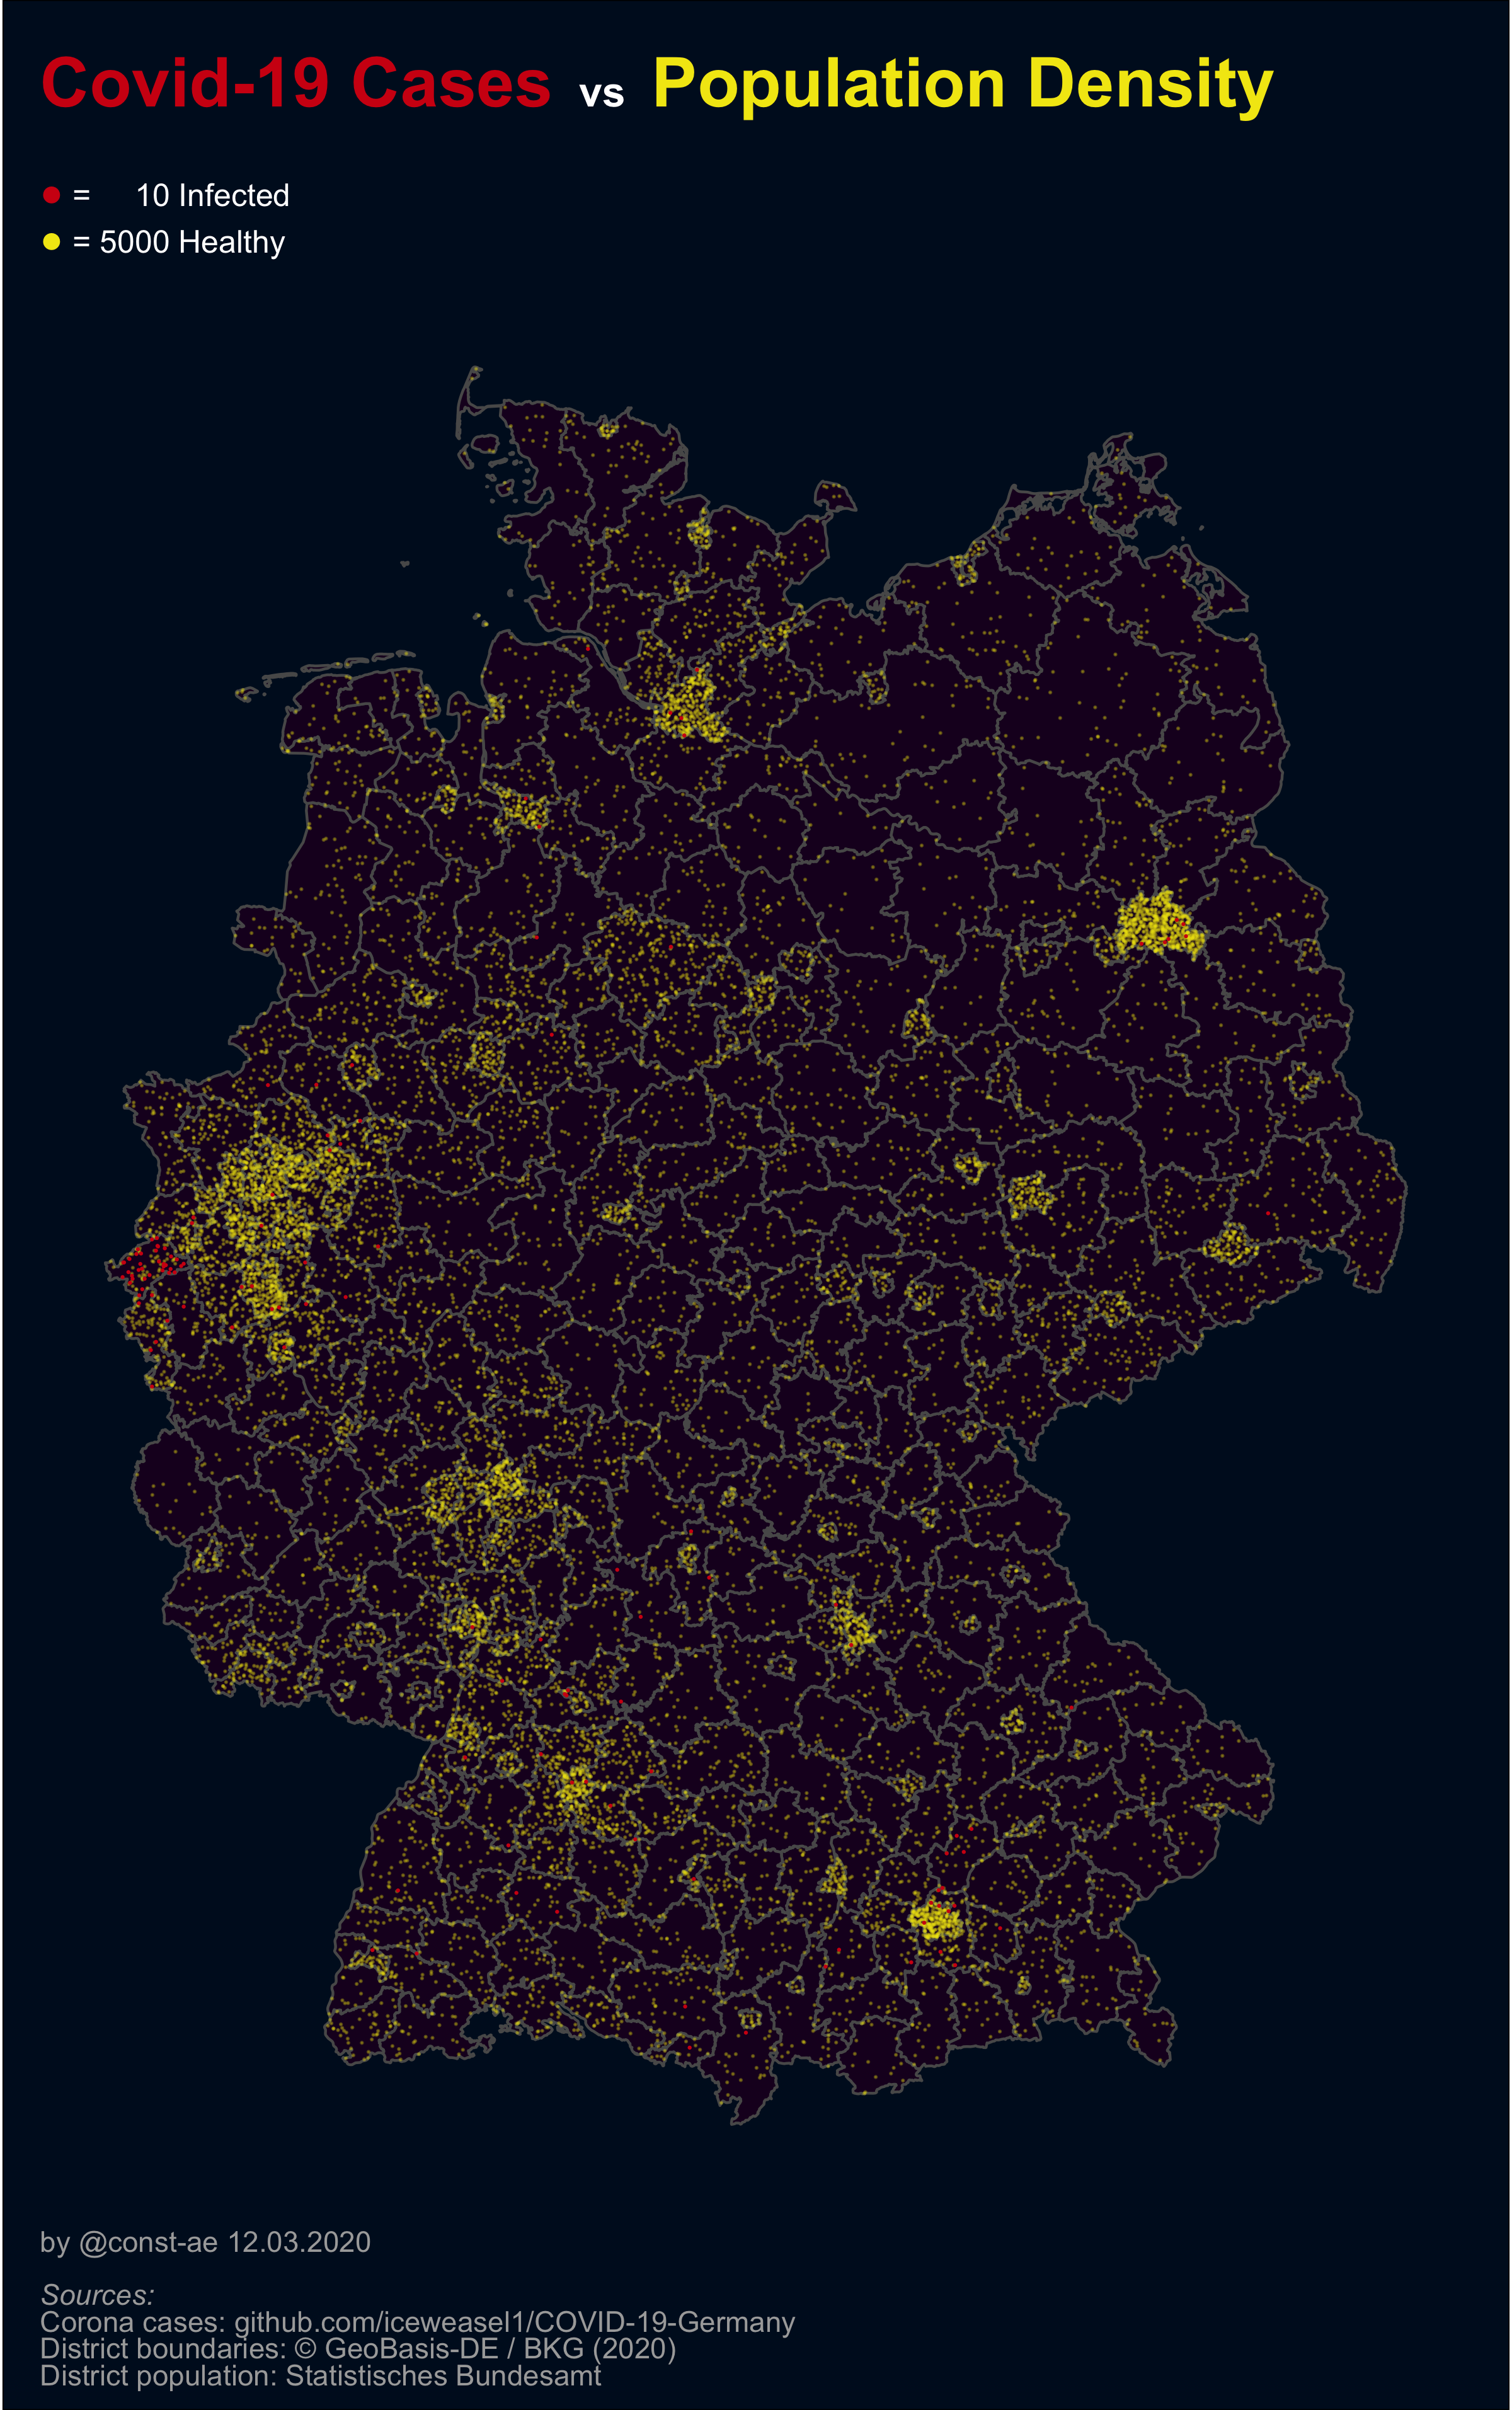 Covid-19 Cases vs Population Density
= 10 Infected
= 5000 Healthy
by @const-ae 12.03.2020
Sources:
Corona cases: github.com/iceweasel1/COVID-19-Germany
District boundaries: © GeoBasis-DE / BKG (2020)
District population: Statistisches Bundesamt